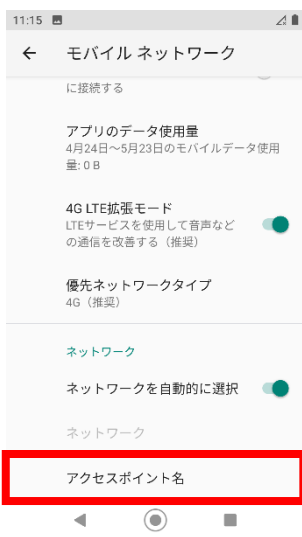 11:15
モバイル ネットワーク
に接続する
アプリのデータ使用量
4月24日～5月23日のモバイルデータ使用
量: 0 B
4G LTE拡張モード
LTEサービスを使用して音声など
の通信を改善する（推奨）
優先ネットワークタイプ
4G（推奨）
ネットワーク
ネットワークを自動的に選択
ネットワーク
アクセスポイント名